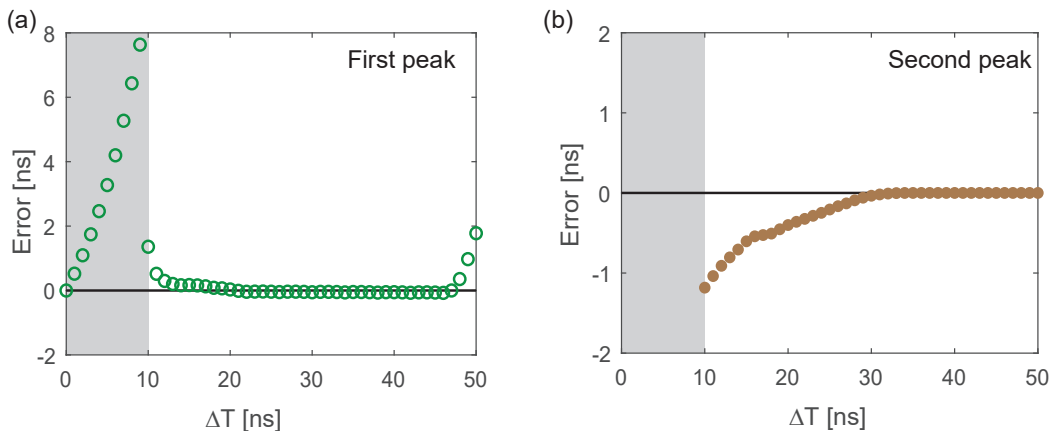 (a)
First peak
Error [ns]
8
6
4
2
0
-2
0 10 20 30 40 50
ΔT [ns]
(b)
Second peak
Error [ns]
2
1
0
-1
-2
0 10 20 30 40 50
ΔT [ns]